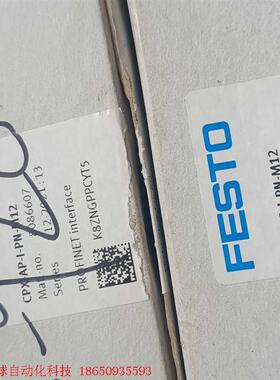 CPX-AP-I-PN-M12
8086607
Mat.-no.
Series
PROFINET interface
K8ZNGPPCYT5
FESTO
-I-PN-M12
球自动化科技 18650935593